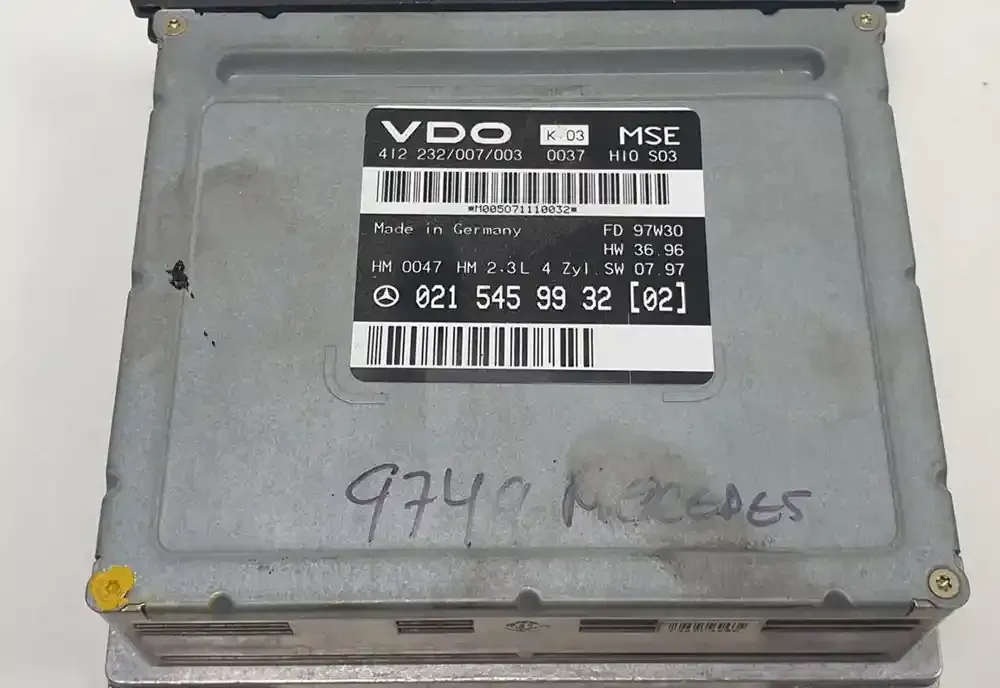 VDO K-03 MSE
412 232/007/003 0037 H10 S03
*M005071110032*
Made in Germany FD 97W30
HW 36.96
HM 0047 HM 2.3L 4 Zyl. SW 07.97
021 545 99 32 [02]
9749 MERCEDES